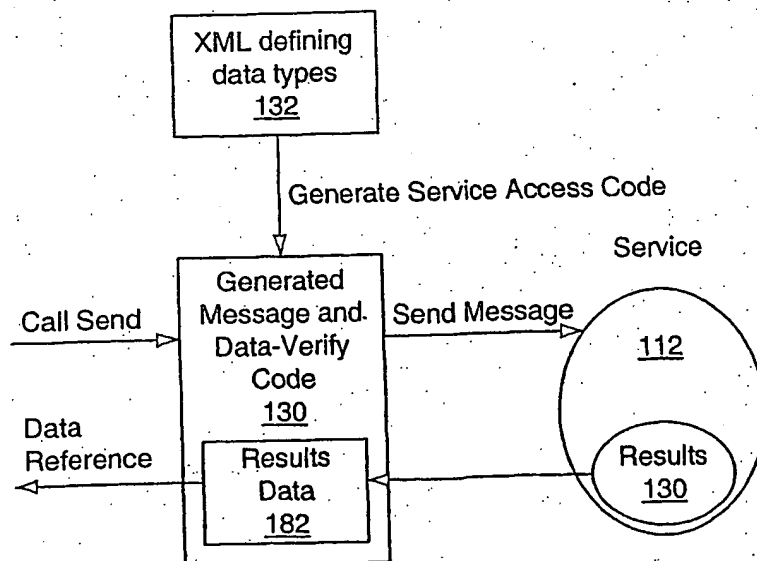 XML defining
data types
132
Generate Service Access Code
Service
Generated
Message and
Data-Verify
Code
130
Call Send
Send Message
112
Data
Reference
Results
Data
182
Results
130